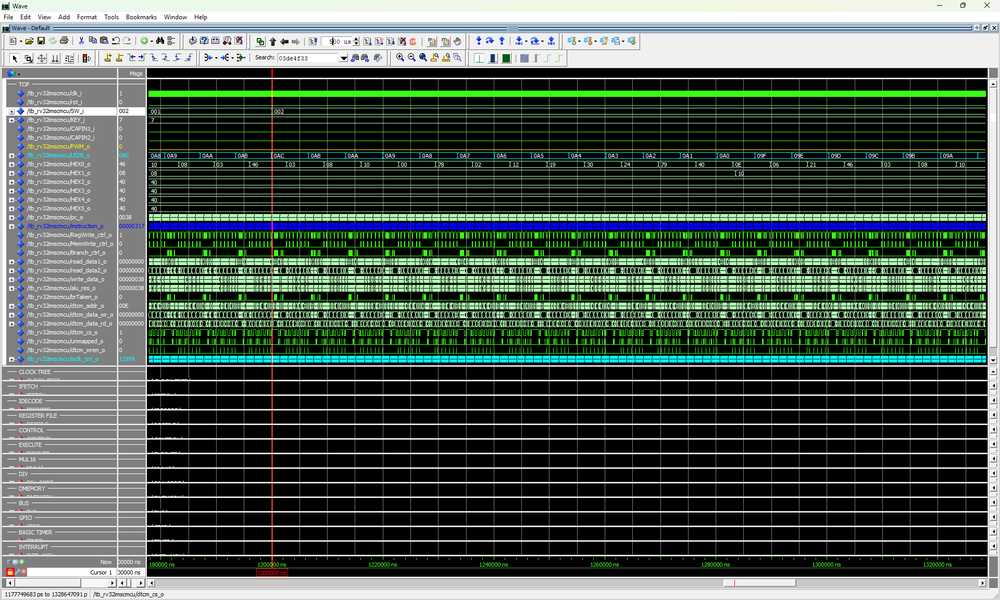 Wave
File Edit View Add Format Tools Bookmarks Window Help
Wave - Default
500 us
Search: 03de4f33
Msgs
TOP
/tb_rv32imscmcu/clk_i 1
/tb_rv32imscmcu/rst_i 0
/tb_rv32imscmcu/SW_i 002 001 002
/tb_rv32imscmcu/KEY_i 7 7
/tb_rv32imscmcu/CAPIN1_i 0
/tb_rv32imscmcu/CAPIN2_i 0
/tb_rv32imscmcu/PWM_o 0
/tb_rv32imscmcu/LEDR_o 0AC 0A8 0A9 0AA 0AB 0AC 0AB 0AA 0A9 0A8 0A7 0A6 0A5 0A4 0A3 0A2 0A1 0A0 09F 09E 09D 09C 09B 09A
/tb_rv32imscmcu/HEX0_o 46 10 08 03 46 03 08 10 00 78 02 12 19 30 24 79 40 0E 06 21 46 03 08 10
/tb_rv32imscmcu/HEX1_o 08 08 10
/tb_rv32imscmcu/HEX2_o 40 40
/tb_rv32imscmcu/HEX3_o 40 40
/tb_rv32imscmcu/HEX4_o 40 40
/tb_rv32imscmcu/HEX5_o 40 40
/tb_rv32imscmcu/pc_o 0038
/tb_rv32imscmcu/instruction_o 00000317
/tb_rv32imscmcu/RegWrite_ctrl_o 1
/tb_rv32imscmcu/MemWrite_ctrl_o 0
/tb_rv32imscmcu/Branch_ctrl_o 0
/tb_rv32imscmcu/read_data1_o 00000000
/tb_rv32imscmcu/read_data2_o 00000000
/tb_rv32imscmcu/write_data_o 00000038
/tb_rv32imscmcu/alu_res_o 00000038
/tb_rv32imscmcu/brTaken_o 0
/tb_rv32imscmcu/dtcm_addr_o 00E
/tb_rv32imscmcu/dtcm_data_wr_o 00000000
/tb_rv32imscmcu/dtcm_data_rd_o 00000000
/tb_rv32imscmcu/dtcm_cs_o 1
/tb_rv32imscmcu/unmapped_o 0
/tb_rv32imscmcu/dtcm_wren_o 0
/tb_rv32imscmcu/mclk_cnt_o 11999
CLOCK TREE
IFETCH
IDECODE
REGISTER FILE
CONTROL
EXECUTE
MUL16
DIV
DMEMORY
BUS
GPIO
BASIC TIMER
INTERRUPT
Now 00000 ns 180000 ns 1200000 ns 1220000 ns 1240000 ns 1260000 ns 1280000 ns 1300000 ns 1320000 ns
Cursor 1 00000 ns 1200000 ns
1177749683 ps to 1328647091 p /tb_rv32imscmcu/dtcm_cs_o